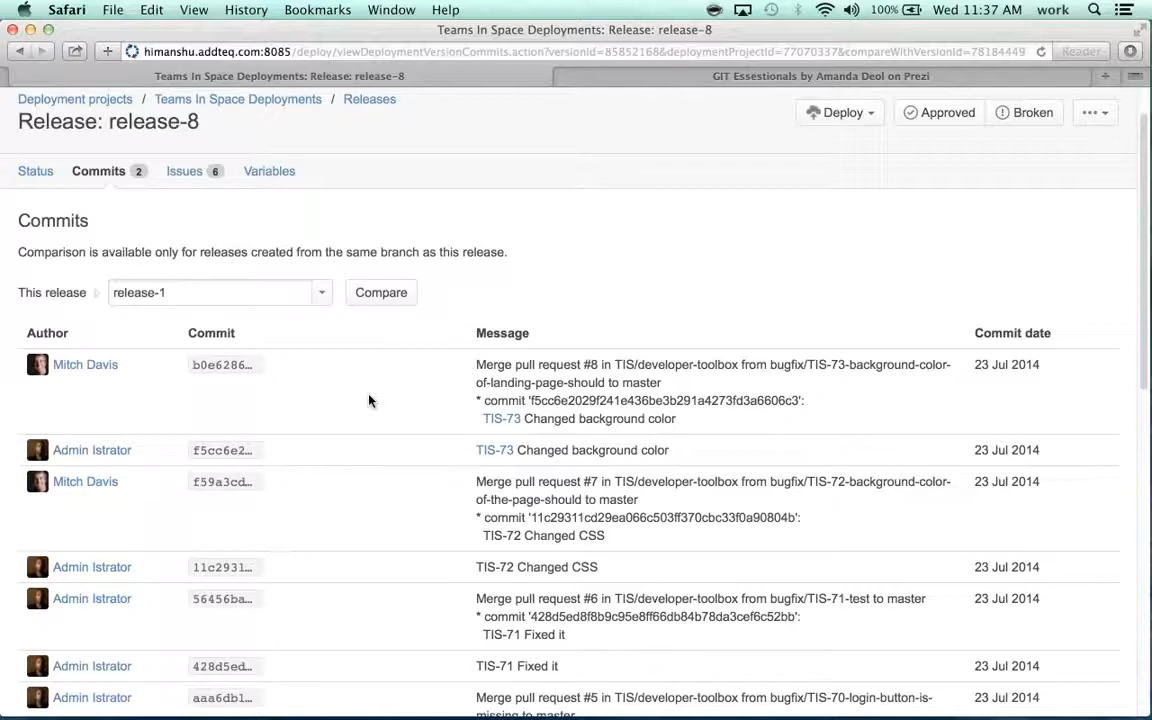 Safari File Edit View History Bookmarks Window Help 100% Wed 11:37 AM work
Teams In Space Deployments: Release: release-8
himanshu.addteq.com:8085/deploy/viewDeploymentVersionCommits.action?versionId=85852168&deploymentProjectId=77070337&compareWithVersionId=78184449 Reader
Teams In Space Deployments: Release: release-8 GIT Essestionals by Amanda Deol on Prezi
Deployment projects / Teams In Space Deployments / Releases
Release: release-8
Deploy Approved Broken
Status Commits 2 Issues 6 Variables
Commits
Comparison is available only for releases created from the same branch as this release.
This release release-1 Compare
Author Commit Message Commit date
Mitch Davis b0e6286… Merge pull request #8 in TIS/developer-toolbox from bugfix/TIS-73-background-color- 23 Jul 2014
of-landing-page-should to master
* commit 'f5cc6e2029f241e436be3b291a4273fd3a6606c3':
TIS-73 Changed background color
Admin Istrator f5cc6e2… TIS-73 Changed background color 23 Jul 2014
Mitch Davis f59a3cd… Merge pull request #7 in TIS/developer-toolbox from bugfix/TIS-72-background-color- 23 Jul 2014
of-the-page-should to master
* commit '11c29311cd29ea066c503ff370cbc33f0a90804b':
TIS-72 Changed CSS
Admin Istrator 11c2931… TIS-72 Changed CSS 23 Jul 2014
Admin Istrator 56456ba… Merge pull request #6 in TIS/developer-toolbox from bugfix/TIS-71-test to master 23 Jul 2014
* commit '428d5ed8f8b9c95e8ff66db84b78da3cef6c52bb':
TIS-71 Fixed it
Admin Istrator 428d5ed… TIS-71 Fixed it 23 Jul 2014
Admin Istrator aaa6db1… Merge pull request #5 in TIS/developer-toolbox from bugfix/TIS-70-login-button-is- 23 Jul 2014
missing to master